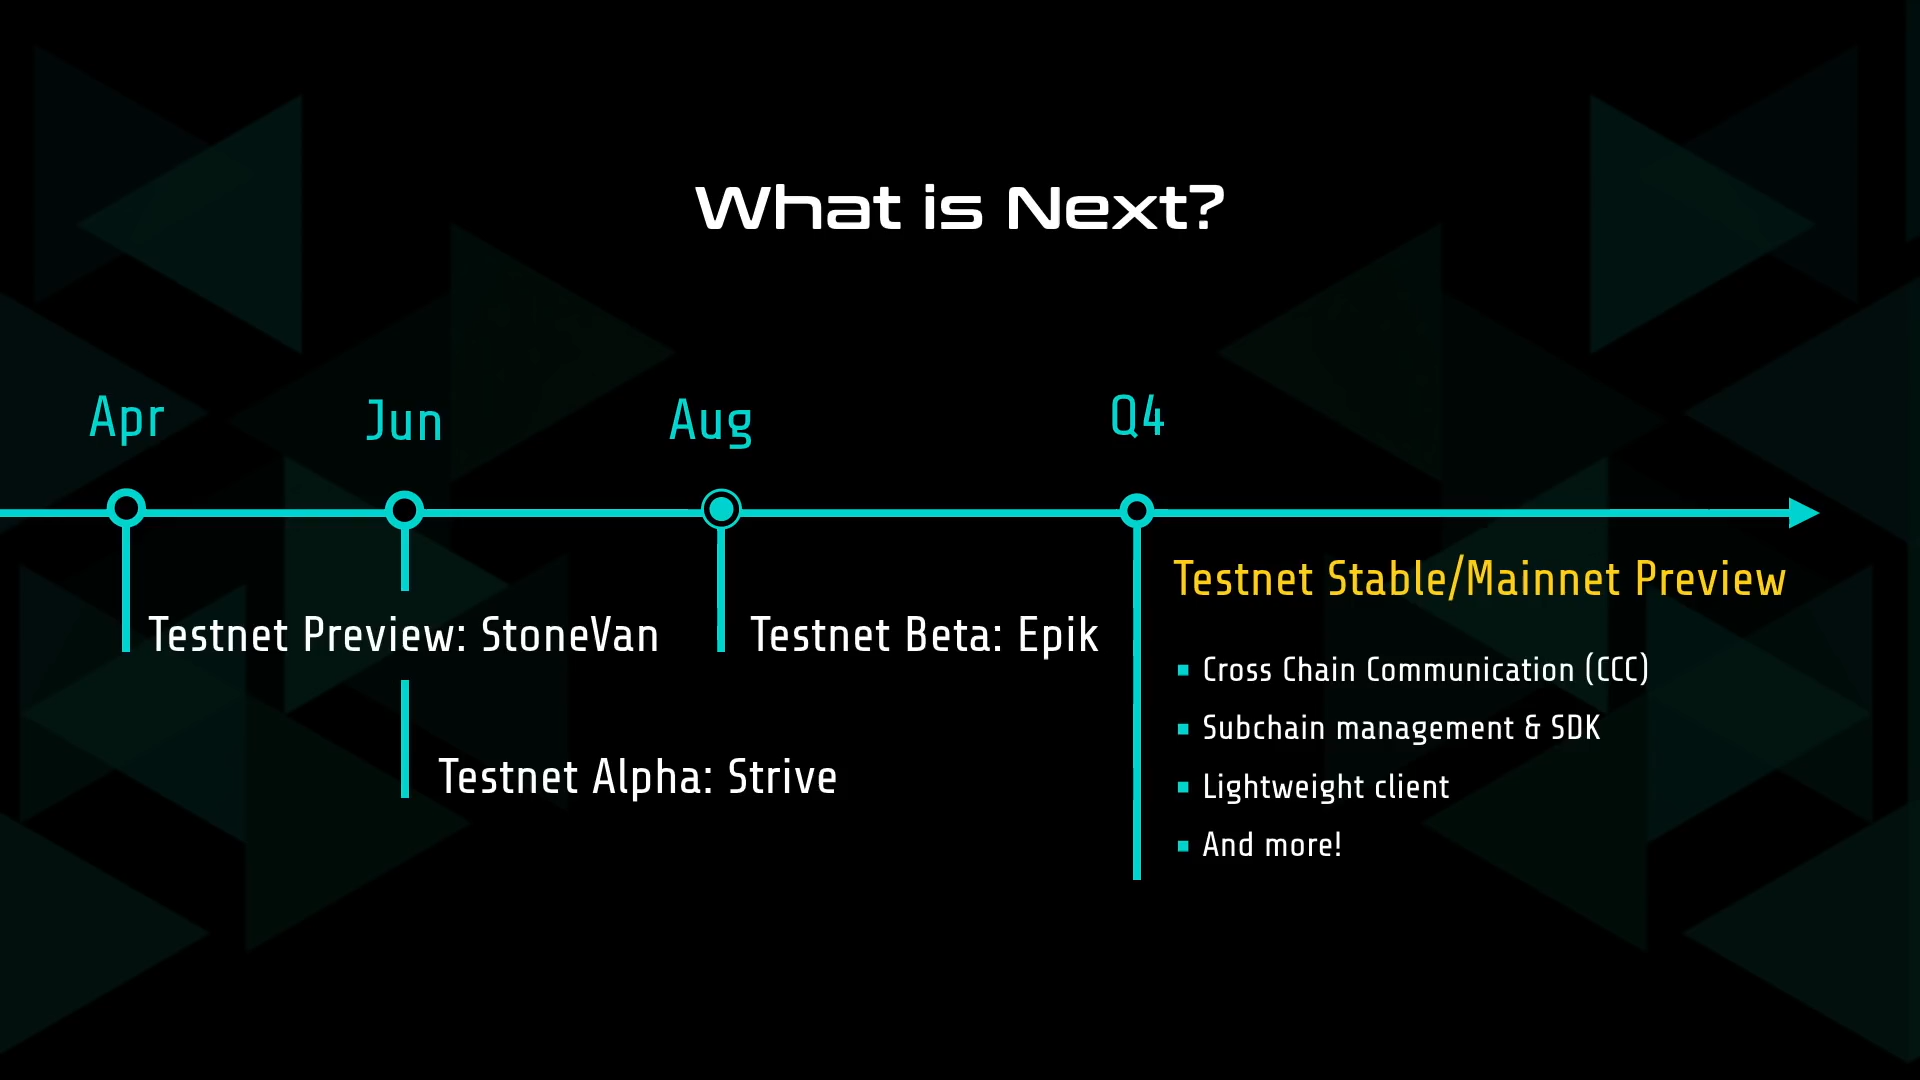 What is Next?
Apr
Jun
Aug
Q4
Testnet Preview: StoneVan
Testnet Alpha: Strive
Testnet Beta: Epik
Testnet Stable/Mainnet Preview
Cross Chain Communication (CCC)
Subchain management & SDK
Lightweight client
And more!